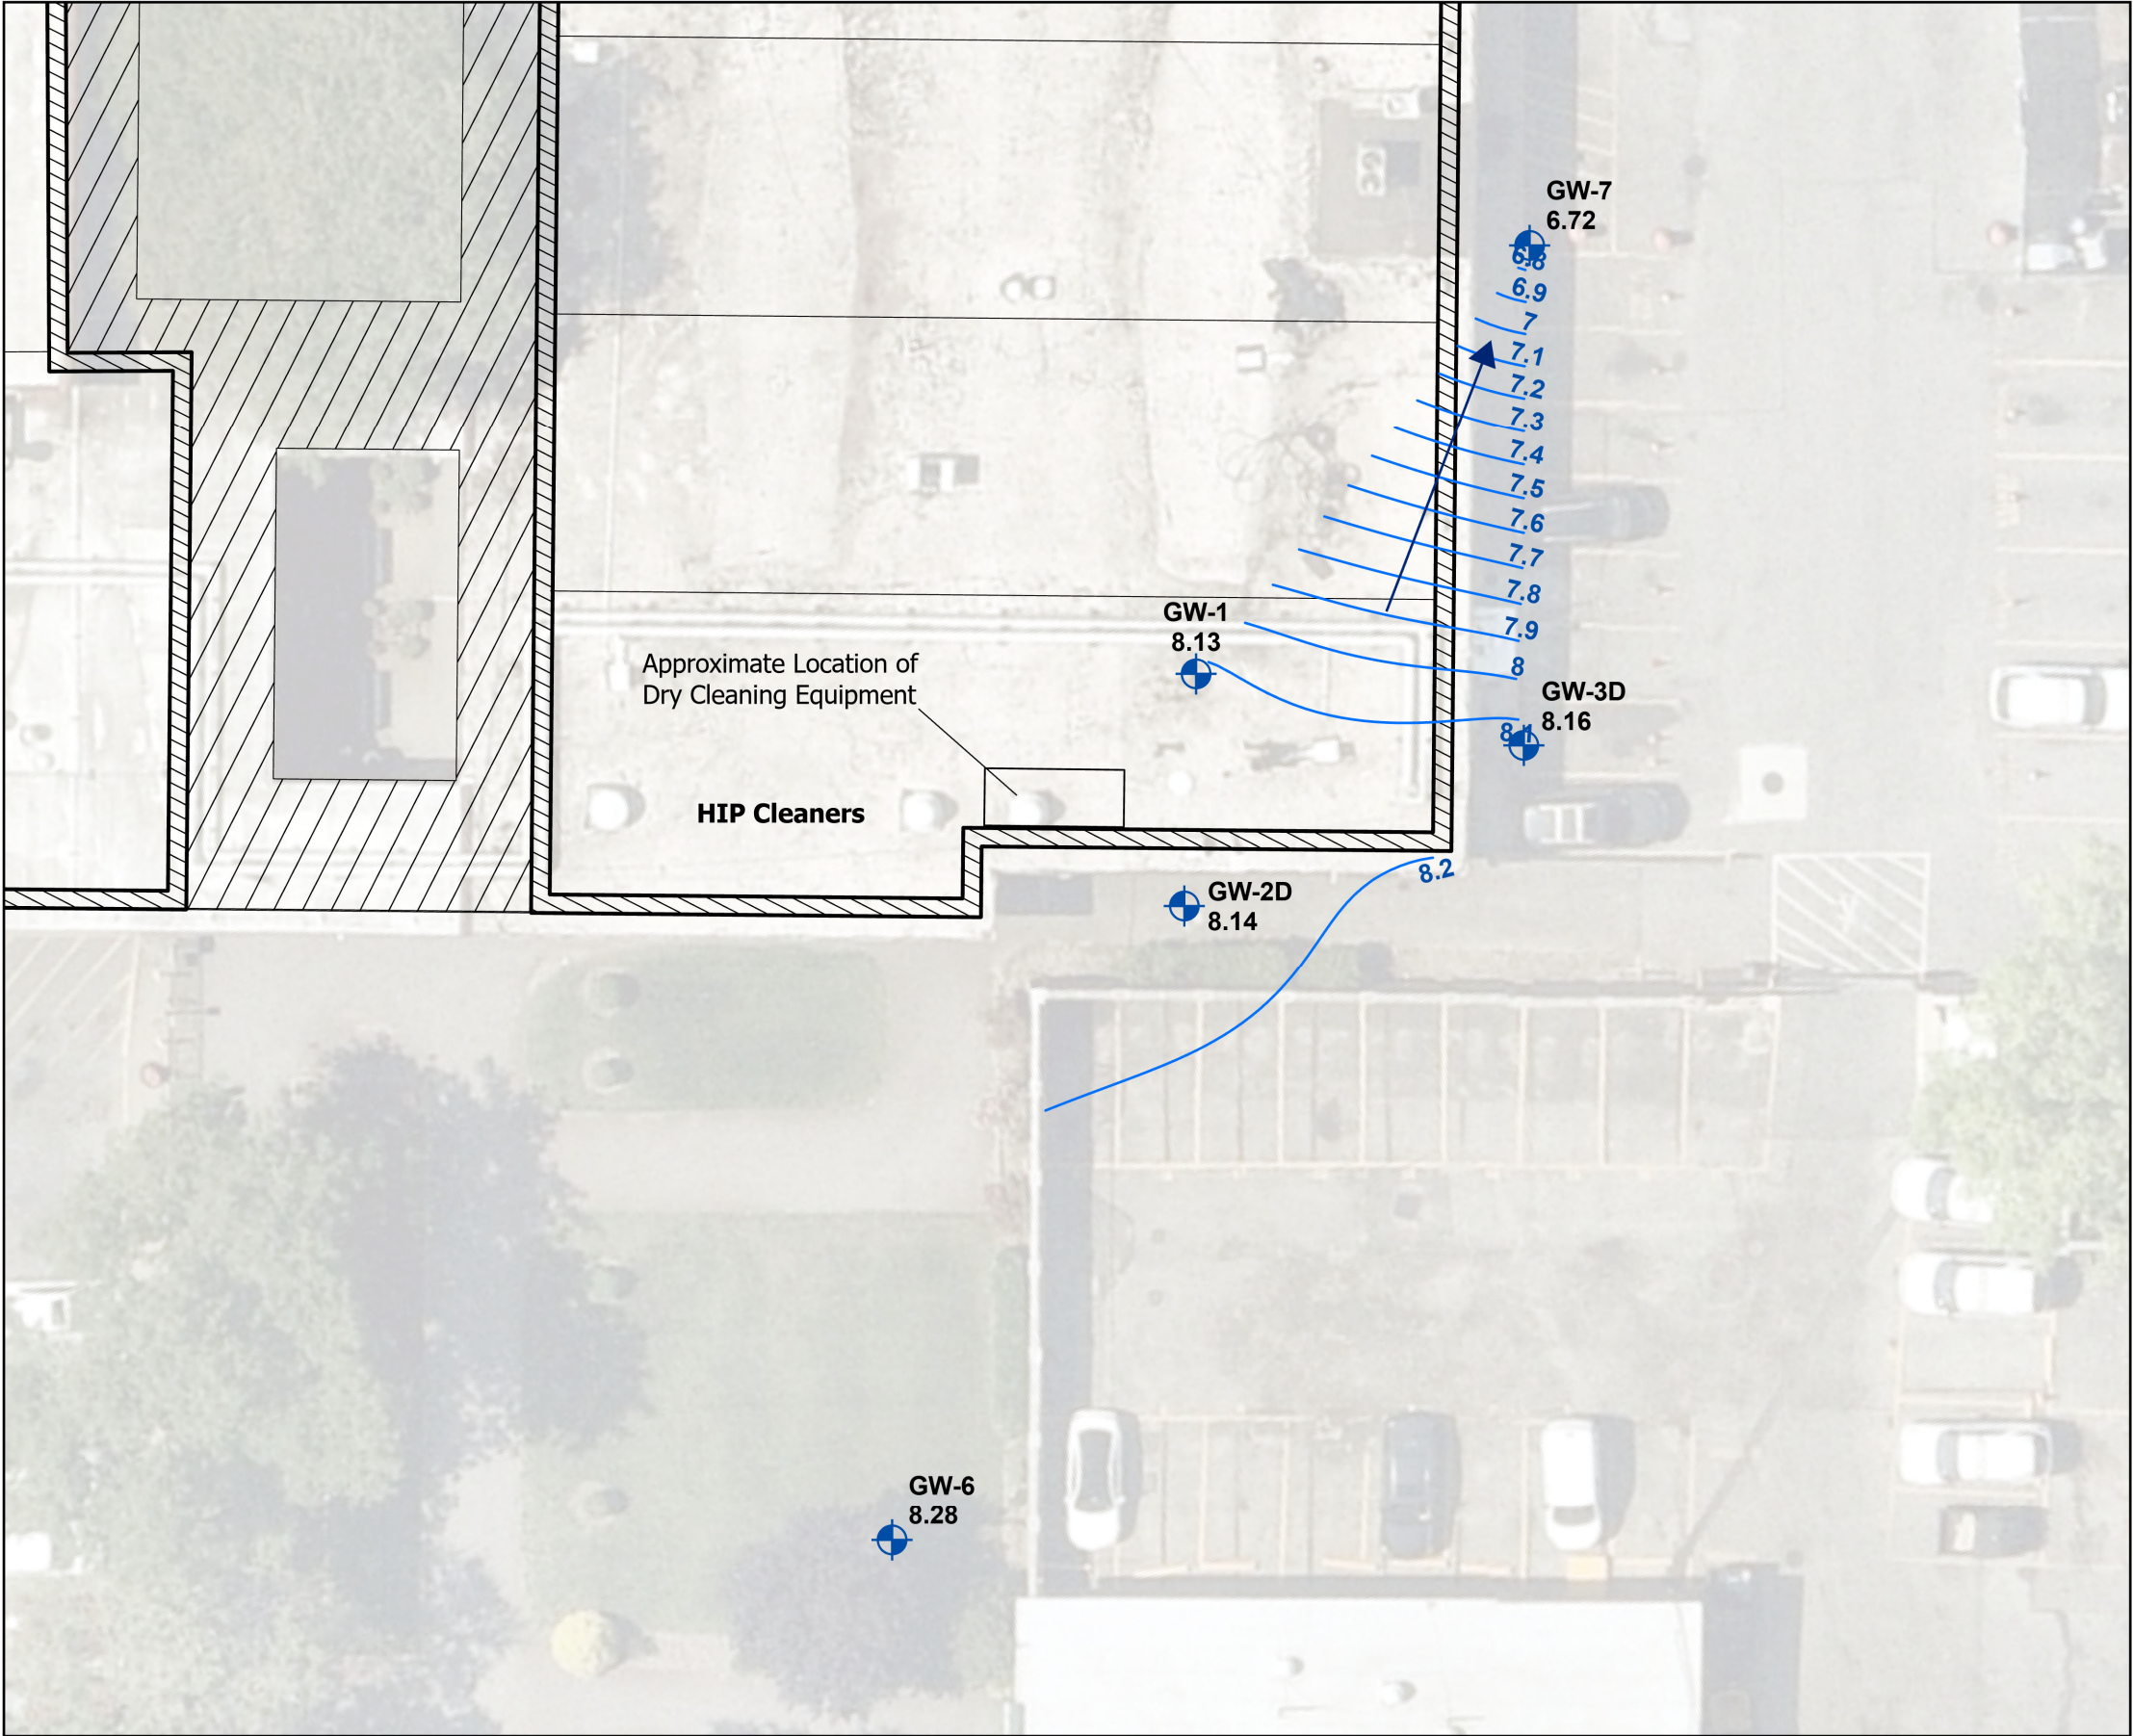 GW-7
6.72
6.8
6.9
7
7.1
7.2
7.3
7.4
7.5
7.6
7.7
7.8
7.9
8
GW-1
8.13
Approximate Location of
Dry Cleaning Equipment
GW-3D
8.16
8.1
HIP Cleaners
8.2
GW-2D
8.14
GW-6
8.28